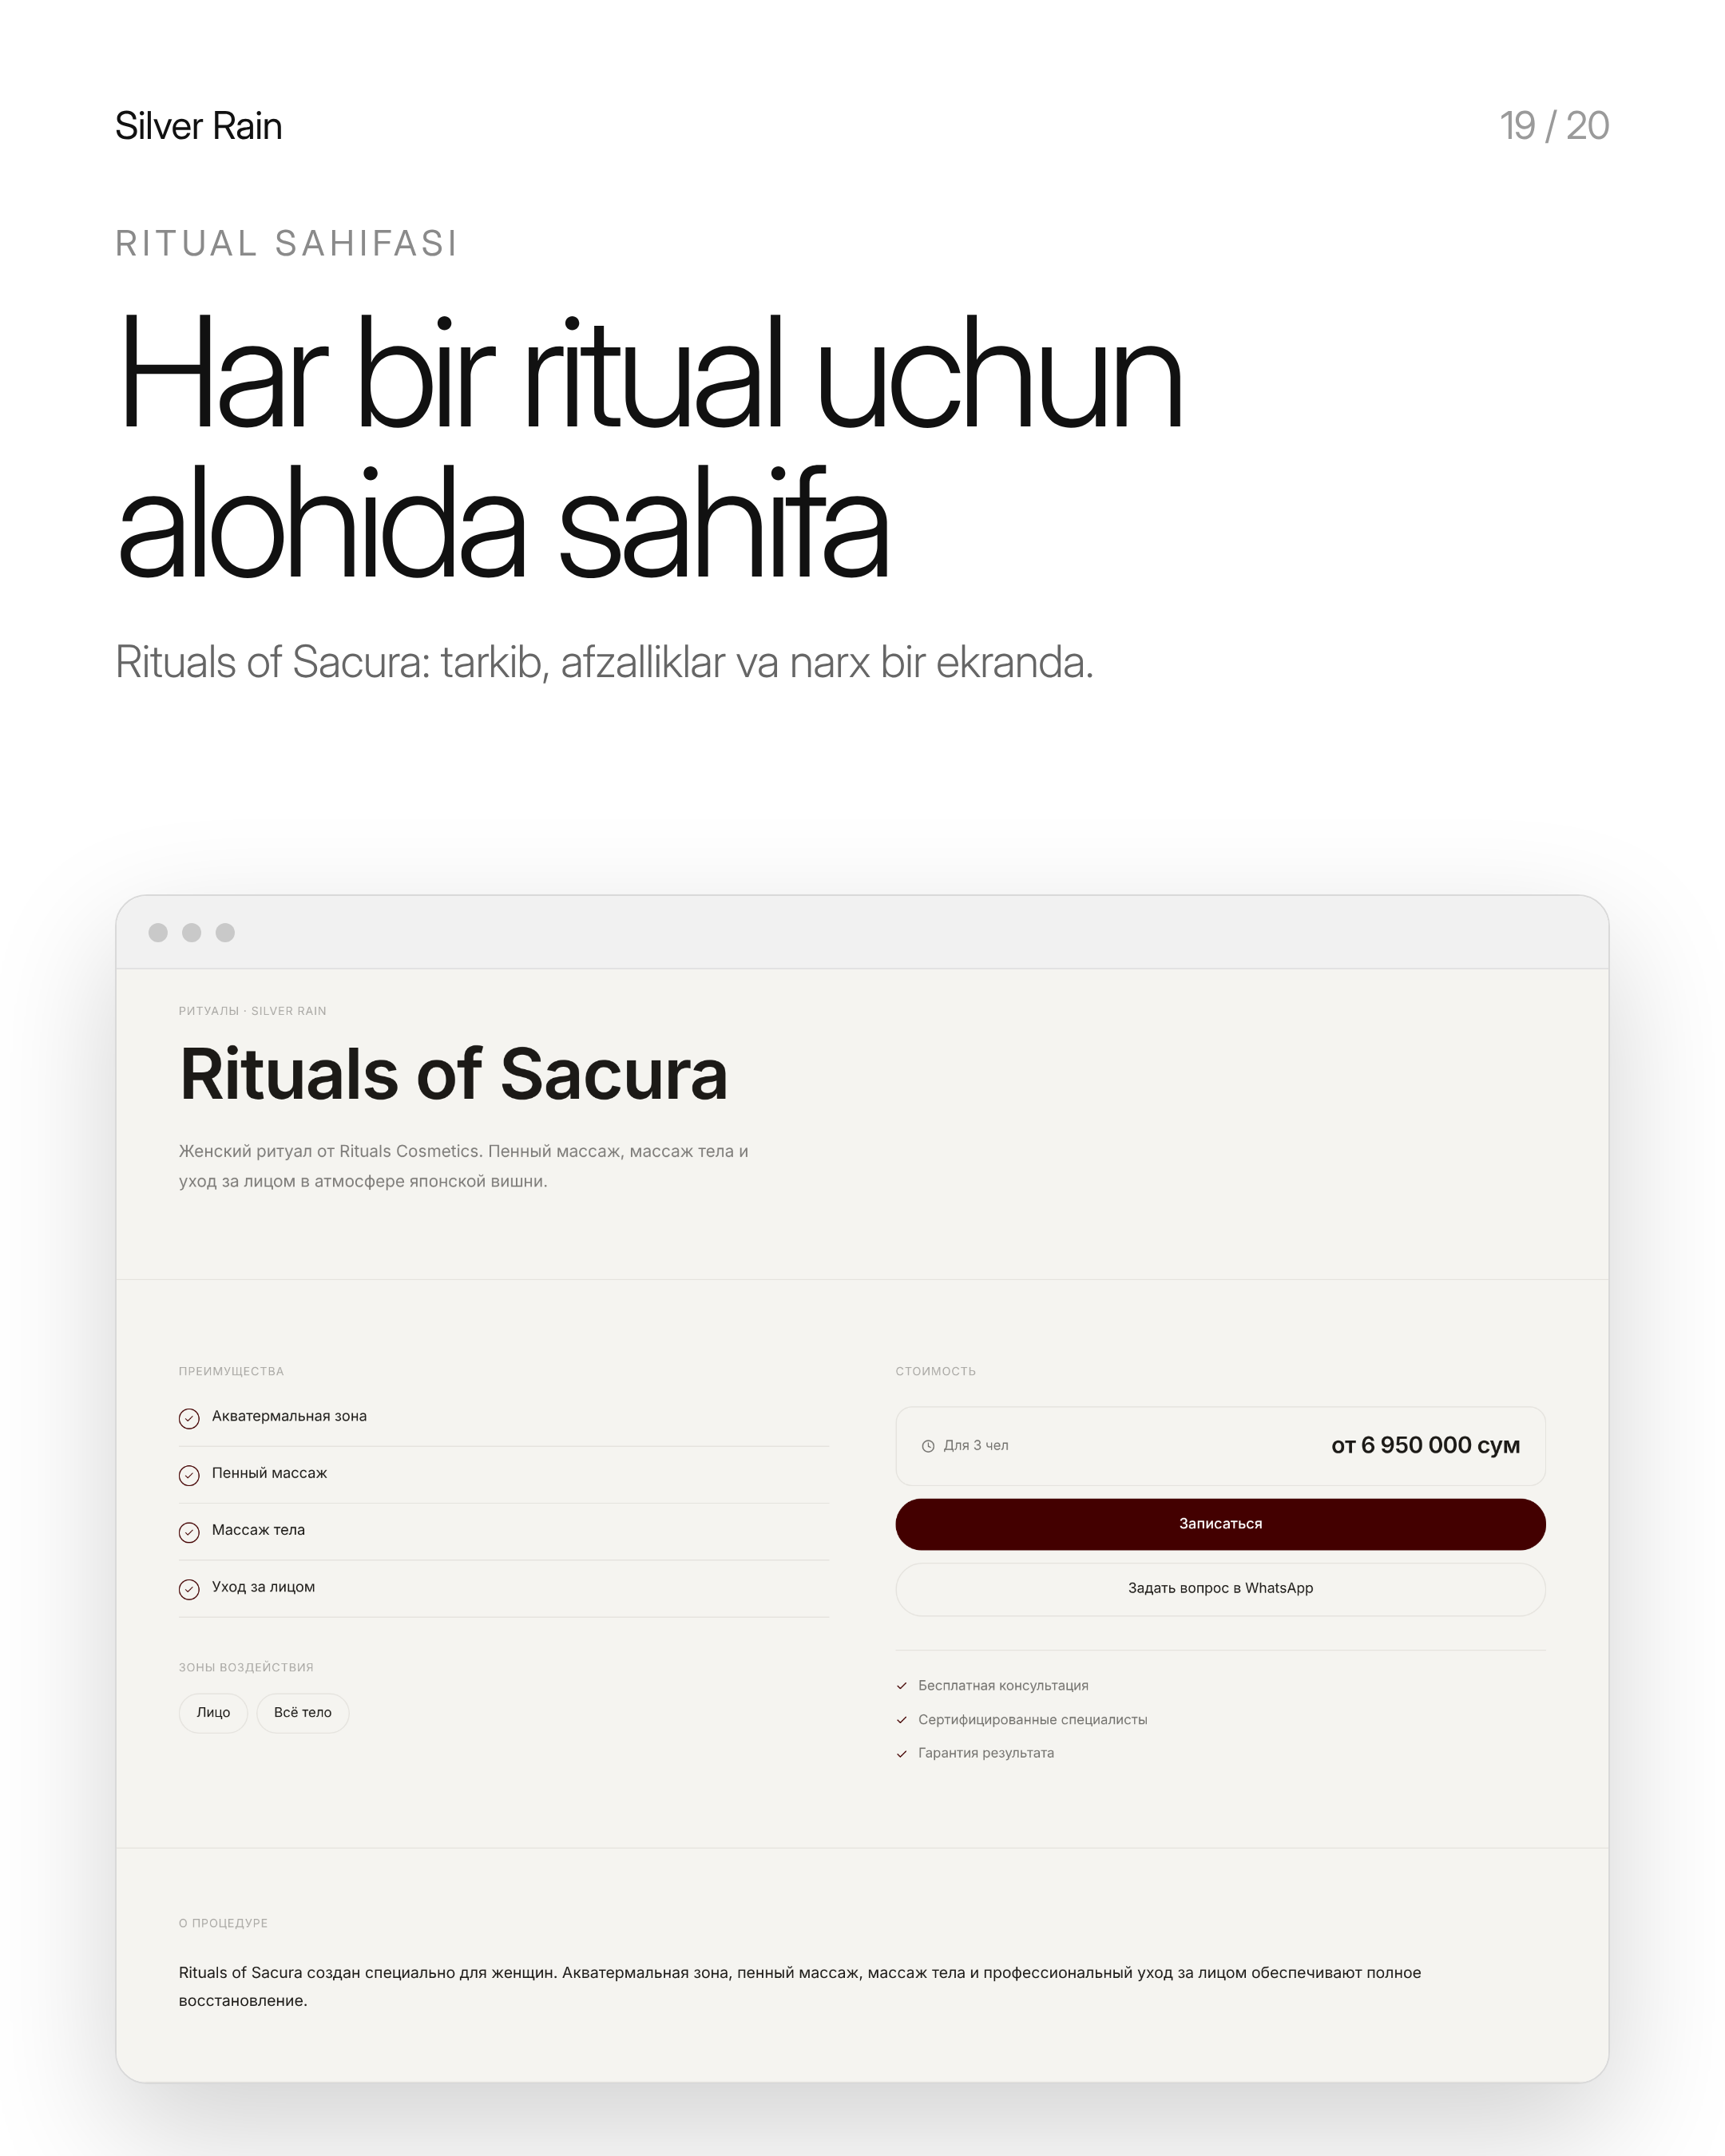 Silver Rain
19 / 20
RITUAL SAHIFASI
Har bir ritual uchun
alohida sahifa
Rituals of Sacura: tarkib, afzalliklar va narx bir ekranda.
РИТУАЛЫ · SILVER RAIN
Rituals of Sacura
Женский ритуал от Rituals Cosmetics. Пенный массаж, массаж тела и
уход за лицом в атмосфере японской вишни.
ПРЕИМУЩЕСТВА
Акватермальная зона
Пенный массаж
Массаж тела
Уход за лицом
ЗОНЫ ВОЗДЕЙСТВИЯ
Лицо
Всё тело
СТОИМОСТЬ
Для 3 чел
от 6 950 000 сум
Записаться
Задать вопрос в WhatsApp
Бесплатная консультация
Сертифицированные специалисты
Гарантия результата
О ПРОЦЕДУРЕ
Rituals of Sacura создан специально для женщин. Акватермальная зона, пенный массаж, массаж тела и профессиональный уход за лицом обеспечивают полное
восстановление.